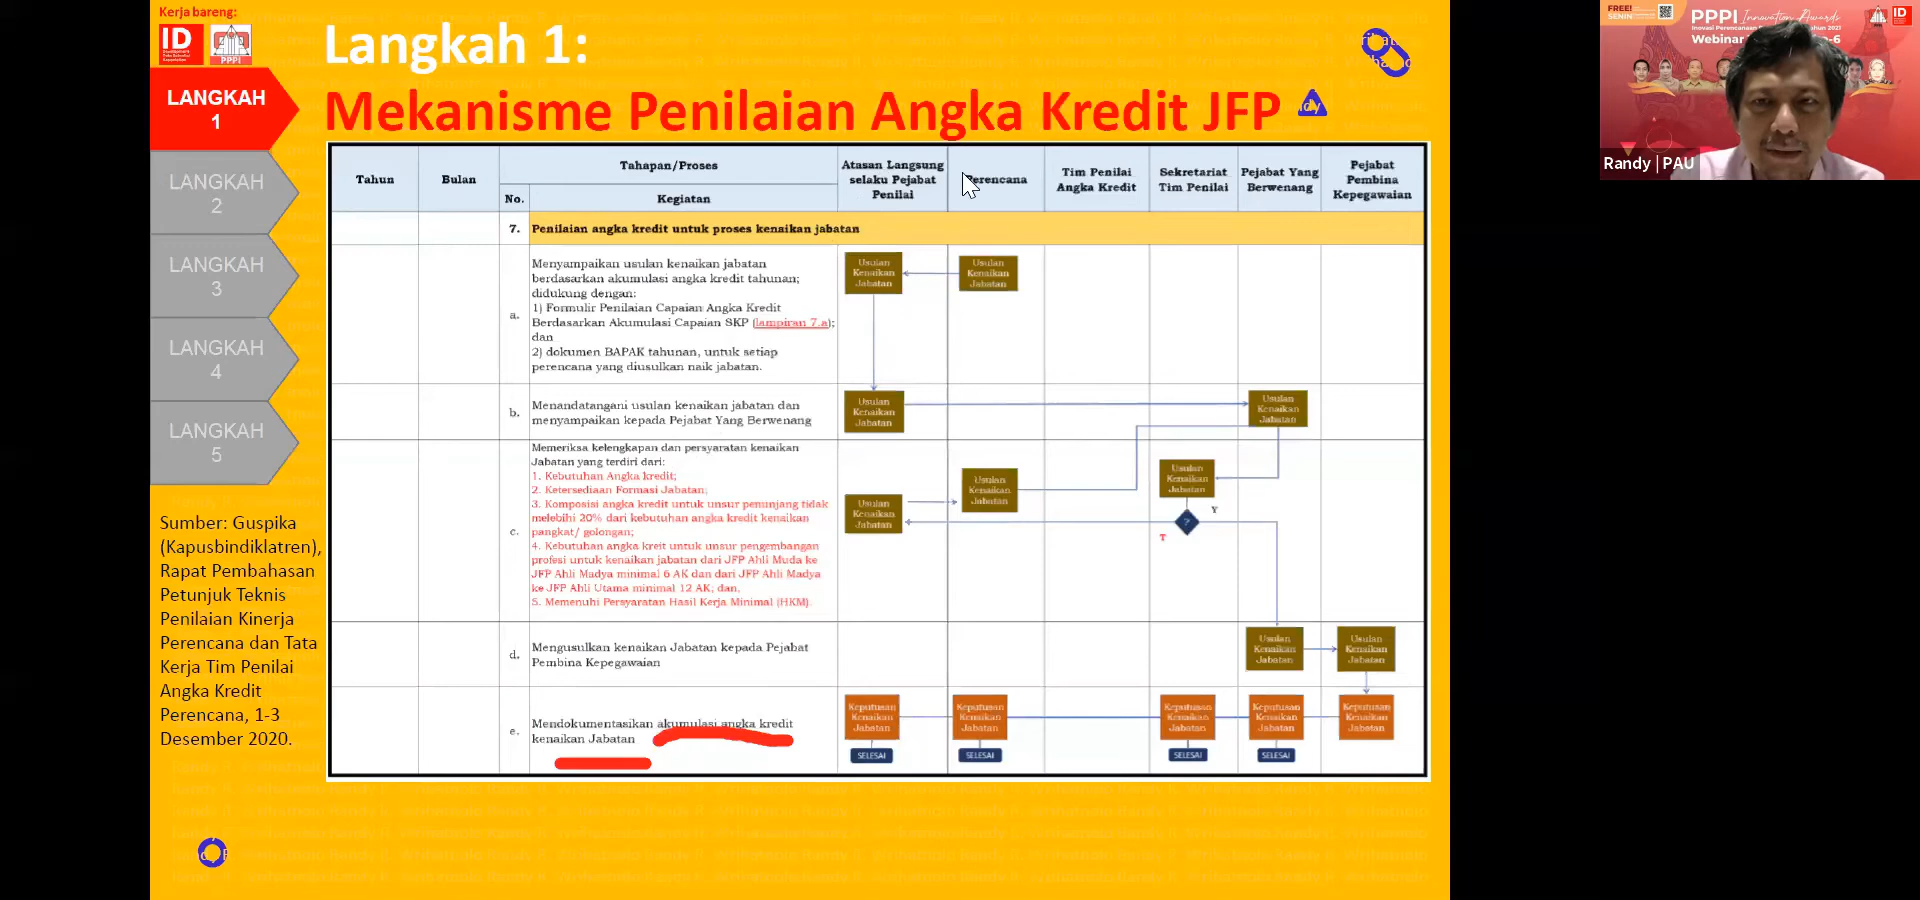 Kerja bareng:
ID
PPPI
Langkah 1:
Mekanisme Penilaian Angka Kredit JFP
LANGKAH
1
LANGKAH
2
LANGKAH
3
LANGKAH
4
LANGKAH
5
Sumber: Guspika
(Kapusbindiklatren),
Rapat Pembahasan
Petunjuk Teknis
Penilaian Kinerja
Perencana dan Tata
Kerja Tim Penilai
Angka Kredit
Perencana, 1-3
Desember 2020.
Tahun
Bulan
Tahapan/Proses
No.
Kegiatan
Atasan Langsung
selaku Pejabat
Penilai
Perencana
Tim Penilai
Angka Kredit
Sekretariat
Tim Penilai
Pejabat Yang
Berwenang
Pejabat
Pembina
Kepegawaian
7. Penilaian angka kredit untuk proses kenaikan jabatan
a.
Menyampaikan usulan kenaikan jabatan
berdasarkan akumulasi angka kredit tahunan;
didukung dengan:
1) Formulir Penilaian Capaian Angka Kredit
Berdasarkan Akumulasi Capaian SKP (lampiran 7.a);
dan
2) dokumen BAPAK tahunan, untuk setiap
perencana yang diusulkan naik jabatan.
Usulan
Kenaikan
Jabatan
Usulan
Kenaikan
Jabatan
b.
Menandatangani usulan kenaikan jabatan dan
menyampaikan kepada Pejabat Yang Berwenang
Usulan
Kenaikan
Jabatan
Usulan
Kenaikan
Jabatan
c.
Memeriksa kelengkapan dan persyaratan kenaikan
Jabatan yang terdiri dari:
1. Kebutuhan Angka kredit;
2. Ketersediaan Formasi Jabatan;
3. Komposisi angka kredit untuk unsur penunjang tidak
melebihi 20% dari kebutuhan angka kredit kenaikan
pangkat/ golongan;
4. Kebutuhan angka kreit untuk unsur pengembangan
profesi untuk kenaikan jabatan dari JFP Ahli Muda ke
JFP Ahli Madya minimal 6 AK dan dari JFP Ahli Madya
ke JFP Ahli Utama minimal 12 AK; dan,
5. Memenuhi Persyaratan Hasil Kerja Minimal (HKM).
Usulan
Kenaikan
Jabatan
Usulan
Kenaikan
Jabatan
Usulan
Kenaikan
Jabatan
?
Y
T
d.
Mengusulkan kenaikan Jabatan kepada Pejabat
Pembina Kepegawaian
Usulan
Kenaikan
Jabatan
Usulan
Kenaikan
Jabatan
e.
Mendokumentasikan akumulasi angka kredit
kenaikan Jabatan
Keputusan
Kenaikan
Jabatan
Keputusan
Kenaikan
Jabatan
Keputusan
Kenaikan
Jabatan
Keputusan
Kenaikan
Jabatan
Keputusan
Kenaikan
Jabatan
SELESAI
SELESAI
SELESAI
SELESAI
FREE!
SENIN
PPPI Innovation Awards
Webinar
-6
ID
Randy | PAU